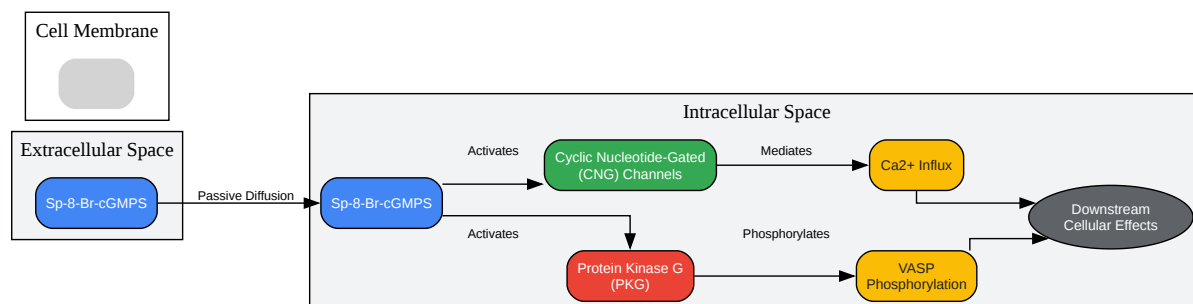 Cell Membrane
Extracellular Space
Sp-8-Br-cGMPS
Passive Diffusion
Intracellular Space
Sp-8-Br-cGMPS
Activates
Cyclic Nucleotide-Gated
(CNG) Channels
Mediates
Ca2+ Influx
Activates
Protein Kinase G
(PKG)
Phosphorylates
VASP
Phosphorylation
Downstream
Cellular Effects